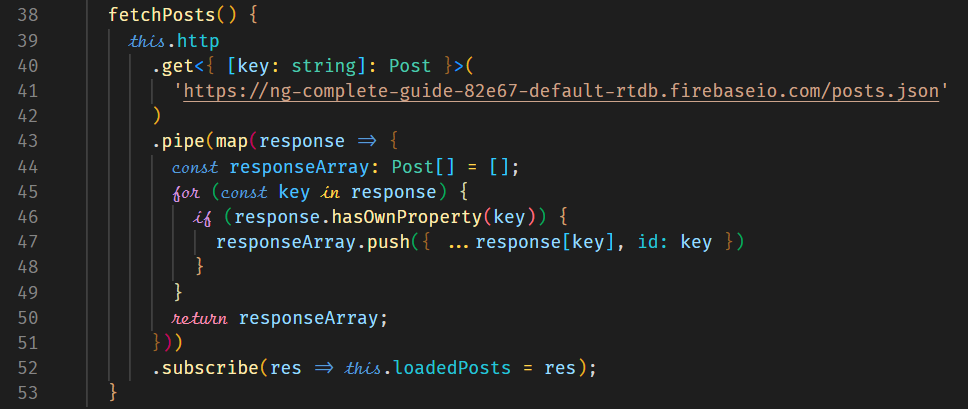 38 fetchPosts() {
39 this.http
40 .get<{ [key: string]: Post }>(
41 'https://ng-complete-guide-82e67-default-rtdb.firebaseio.com/posts.json'
42 )
43 .pipe(map(response => {
44 const responseArray: Post[] = [];
45 for (const key in response) {
46 if (response.hasOwnProperty(key)) {
47 responseArray.push({ ...response[key], id: key })
48 }
49 }
50 return responseArray;
51 }))
52 .subscribe(res => this.loadedPosts = res);
53 }